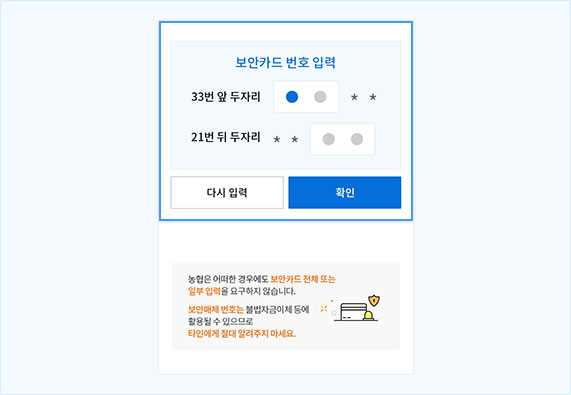 보안카드 번호 입력
33번 앞 두자리 * *
21번 뒤 두자리 * *
다시 입력 확인
농협은 어떠한 경우에도 보안카드 전체 또는
일부 입력을 요구하지 않습니다.
보안매체 번호는 불법자금이체 등에
활용될 수 있으므로
타인에게 절대 알려주지 마세요.